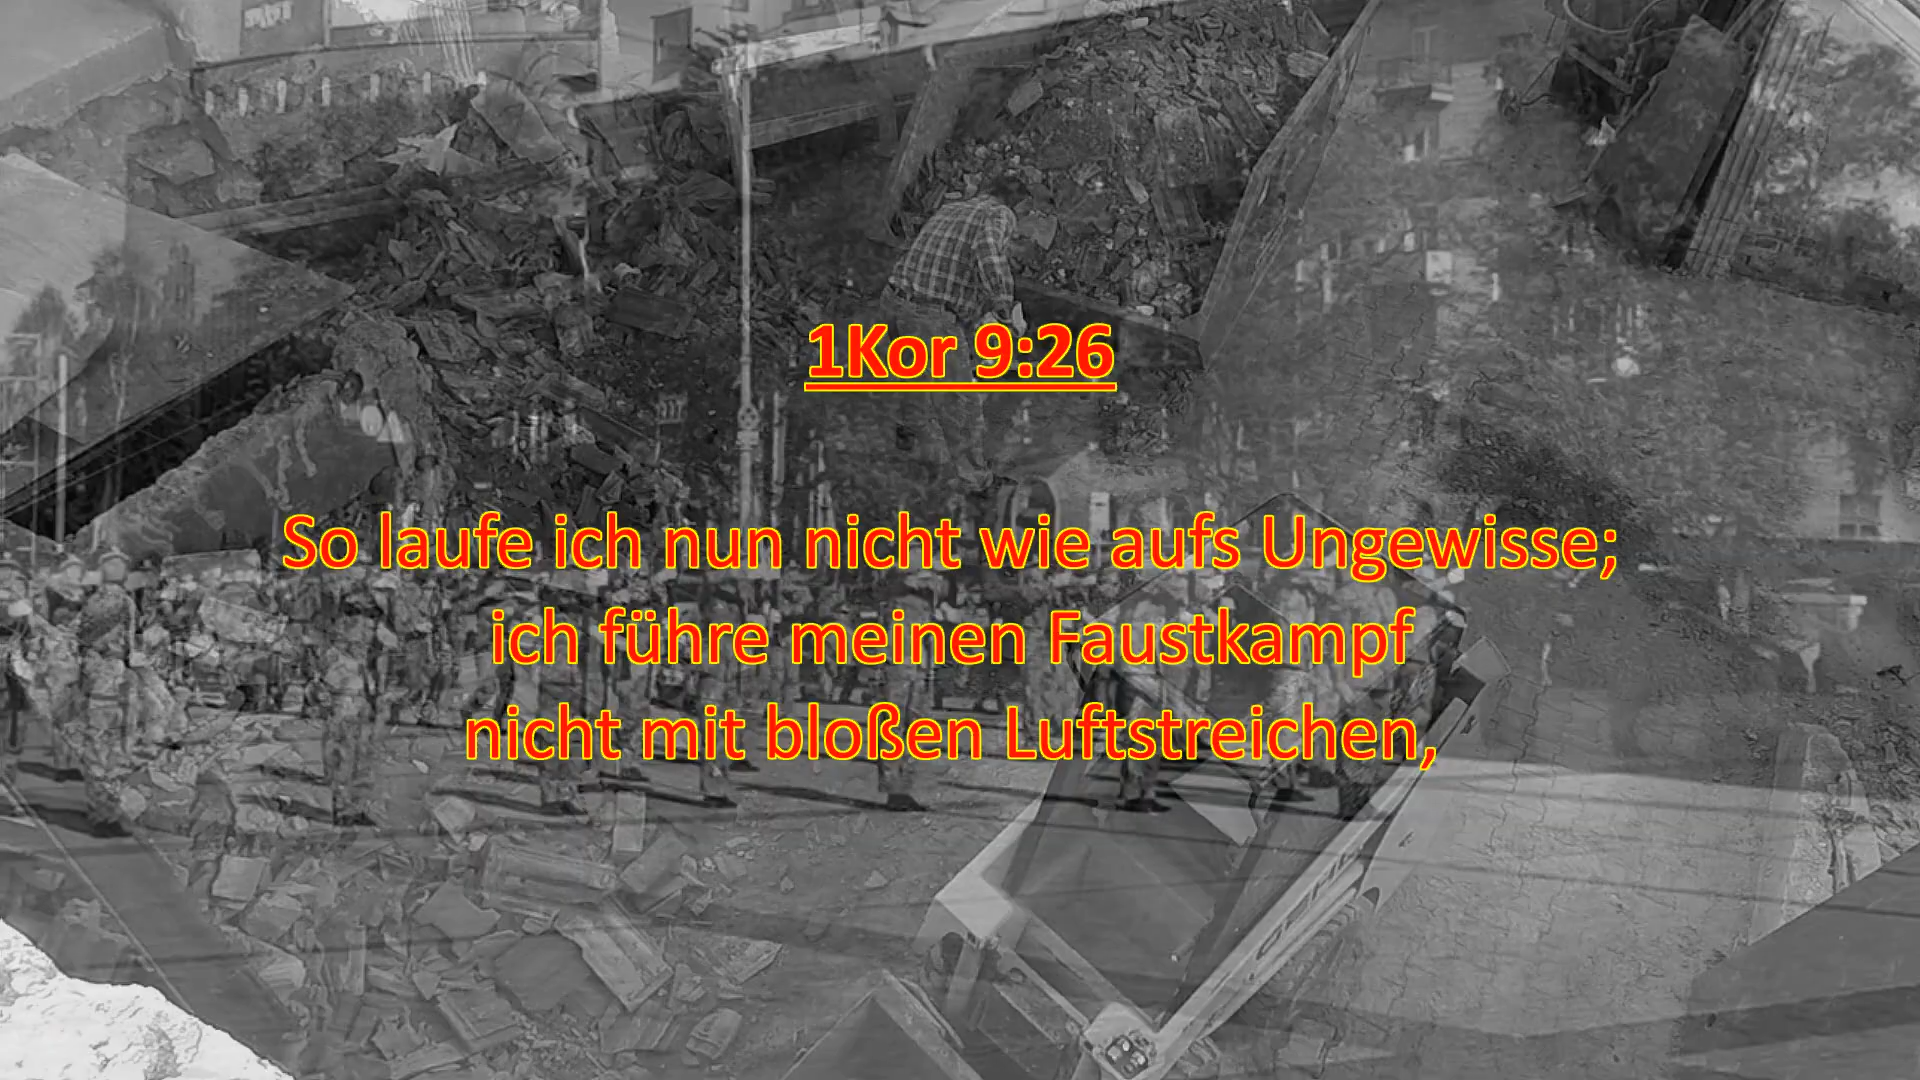 1Kor 9:26
So laufe ich nun nicht wie aufs Ungewisse;
ich führe meinen Faustkampf
nicht mit bloßen Luftstreichen,